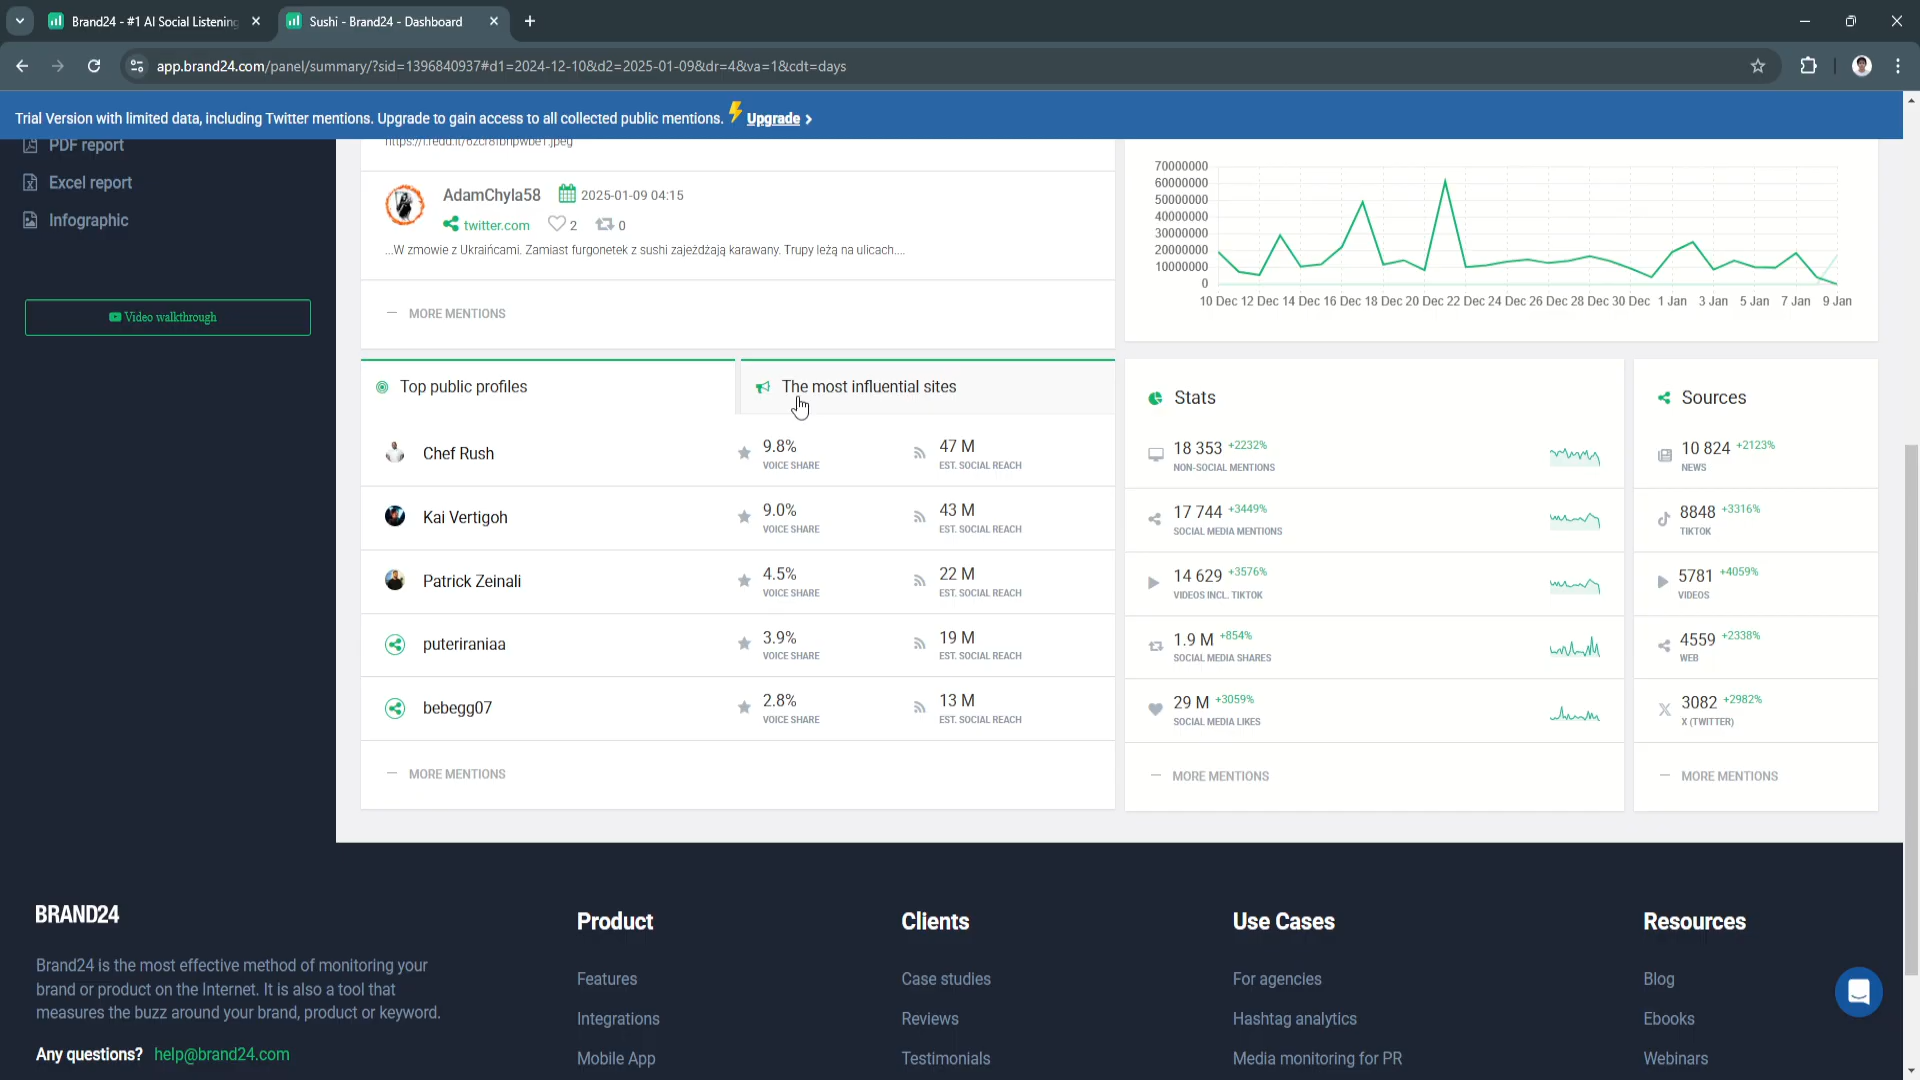 Brand24 - #1 AI Social Listening
Sushi - Brand24 - Dashboard
app.brand24.com/panel/summary/?sid=1396840937#d1=2024-12-10&d2=2025-01-09&dr=4&va=1&cdt=days
Trial Version with limited data, including Twitter mentions. Upgrade to gain access to all collected public mentions. Upgrade >
PDF report
Excel report
Infographic
Video walkthrough
AdamChyla58 2025-01-09 04:15
twitter.com 2 0
...W zmowie z Ukraińcami. Zamiast furgonetek z sushi zajeżdżają karawany. Trupy leżą na ulicach....
MORE MENTIONS
70000000
60000000
50000000
40000000
30000000
20000000
10000000
0
10 Dec 12 Dec 14 Dec 16 Dec 18 Dec 20 Dec 22 Dec 24 Dec 26 Dec 28 Dec 30 Dec 1 Jan 3 Jan 5 Jan 7 Jan 9 Jan
Top public profiles
The most influential sites
Chef Rush 9.8% 47 M
VOICE SHARE EST. SOCIAL REACH
Kai Vertigoh 9.0% 43 M
VOICE SHARE EST. SOCIAL REACH
Patrick Zeinali 4.5% 22 M
VOICE SHARE EST. SOCIAL REACH
puteriraniaa 3.9% 19 M
VOICE SHARE EST. SOCIAL REACH
bebegg07 2.8% 13 M
VOICE SHARE EST. SOCIAL REACH
MORE MENTIONS
Stats
18 353 +2232%
NON-SOCIAL MENTIONS
17 744 +3449%
SOCIAL MEDIA MENTIONS
14 629 +3576%
VIDEOS INCL. TIKTOK
1.9 M +854%
SOCIAL MEDIA SHARES
29 M +3059%
SOCIAL MEDIA LIKES
MORE MENTIONS
Sources
10 824 +2123%
NEWS
8848 +3316%
TIKTOK
5781 +4059%
VIDEOS
4559 +2338%
WEB
3082 +2982%
X (TWITTER)
MORE MENTIONS
BRAND24
Brand24 is the most effective method of monitoring your
brand or product on the Internet. It is also a tool that
measures the buzz around your brand, product or keyword.
Any questions? help@brand24.com
Product
Features
Integrations
Mobile App
Clients
Case studies
Reviews
Testimonials
Use Cases
For agencies
Hashtag analytics
Media monitoring for PR
Resources
Blog
Ebooks
Webinars